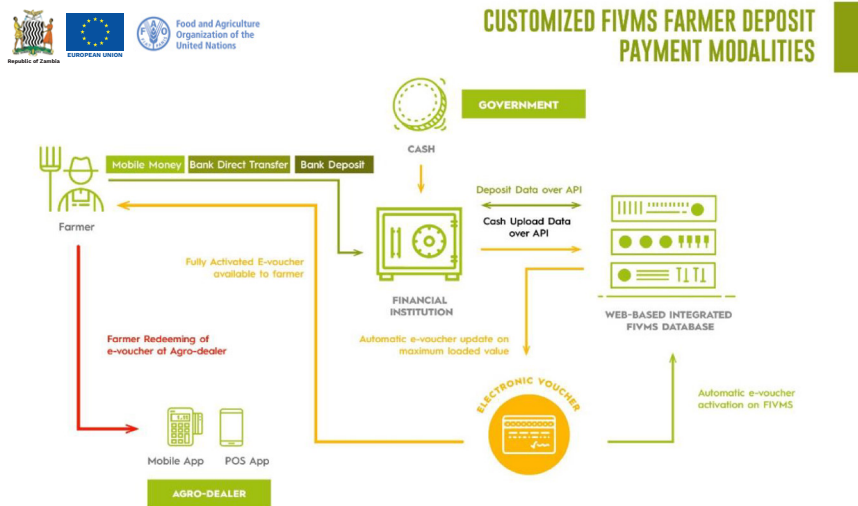 CUSTOMIZED FIVMS FARMER DEPOSIT
PAYMENT MODALITIES
Republic of Zambia
EUROPEAN UNION
Food and Agriculture
Organization of the
United Nations
GOVERNMENT
CASH
Mobile Money
Bank Direct Transfer
Bank Deposit
Farmer
Deposit Data over API
Cash Upload Data
over API
Fully Activated E-voucher
available to farmer
FINANCIAL
INSTITUTION
WEB-BASED INTEGRATED
FIVMS DATABASE
Farmer Redeeming of
e-voucher at Agro-dealer
Automatic e-voucher update on
maximum loaded value
ELECTRONIC VOUCHER
Automatic e-voucher
activation on FIVMS
Mobile App
POS App
AGRO-DEALER